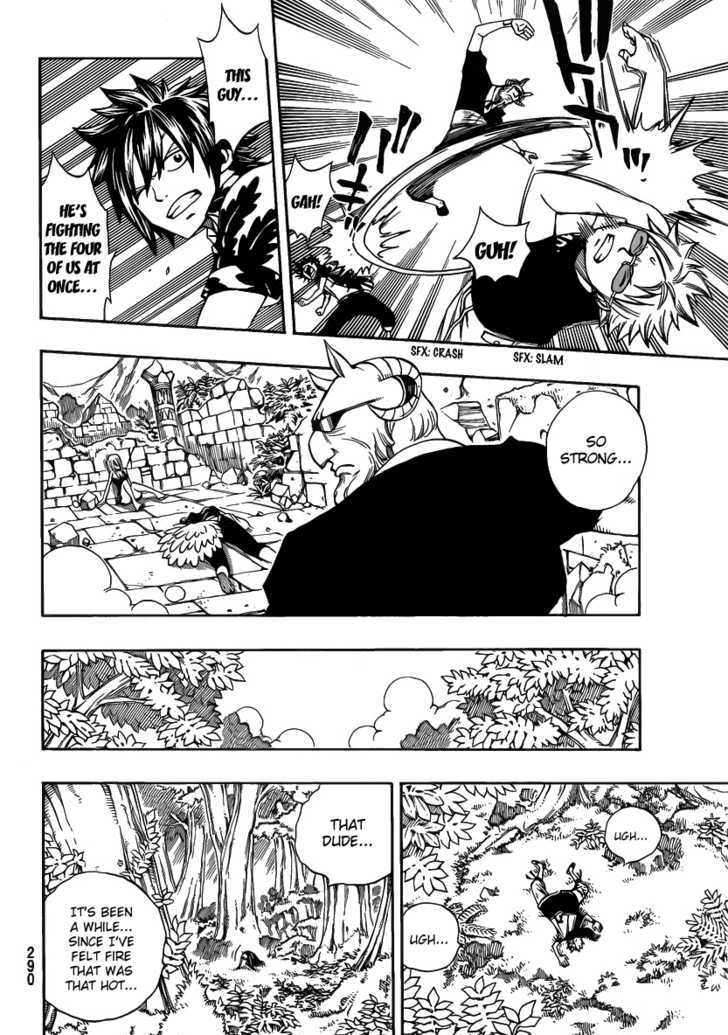 GUH!
GAH!
SFX: SLAM
SFX: CRASH
THIS
GUY...
HE'S
FIGHTING
THE FOUR
OF US AT
ONCE...
SO
STRONG...
UGH...
UGH...
THAT
DUDE...
IT'S BEEN
A WHILE...
SINCE I'VE
FELT FIRE
THAT WAS
THAT HOT...
290